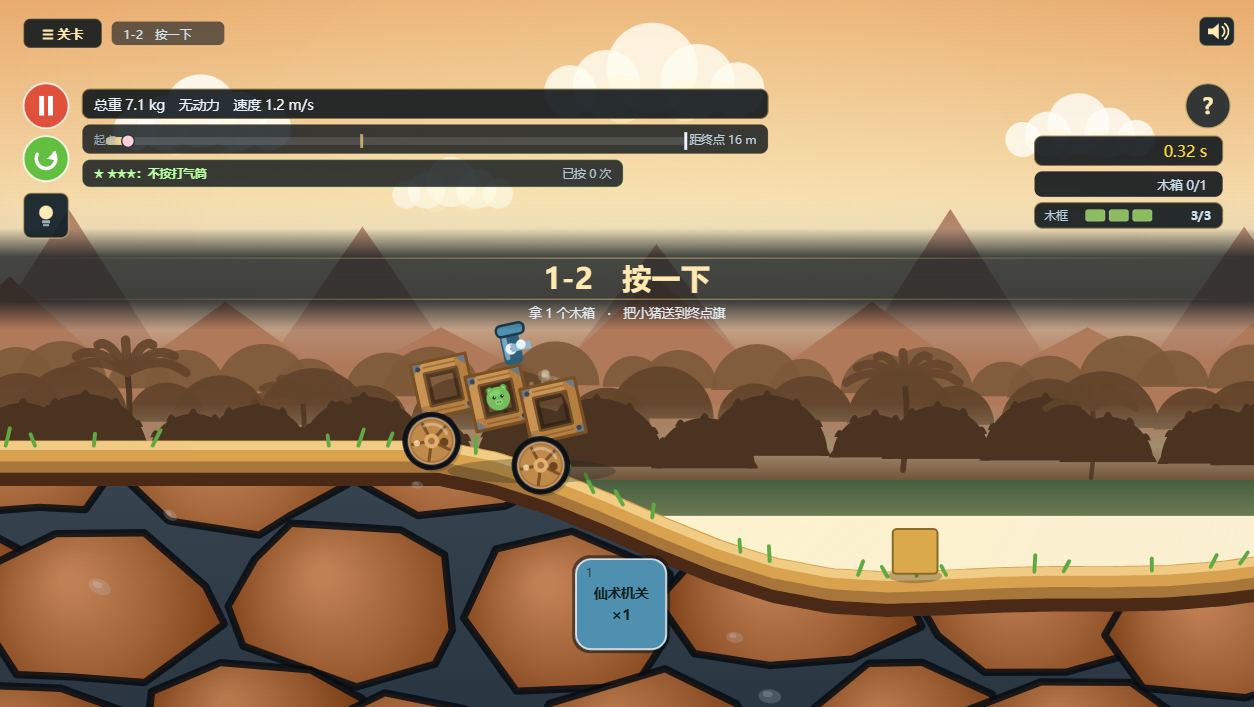 ☰ 关卡
1-2 按一下
总重 7.1 kg 无动力 速度 1.2 m/s
起
距终点 16 m
★ ★★★: 不按打气筒
已按 0 次
?
0.32 s
木箱 0/1
木框 3/3
1-2 按一下
拿 1 个木箱 · 把小猪送到终点旗
1
仙术机关
×1